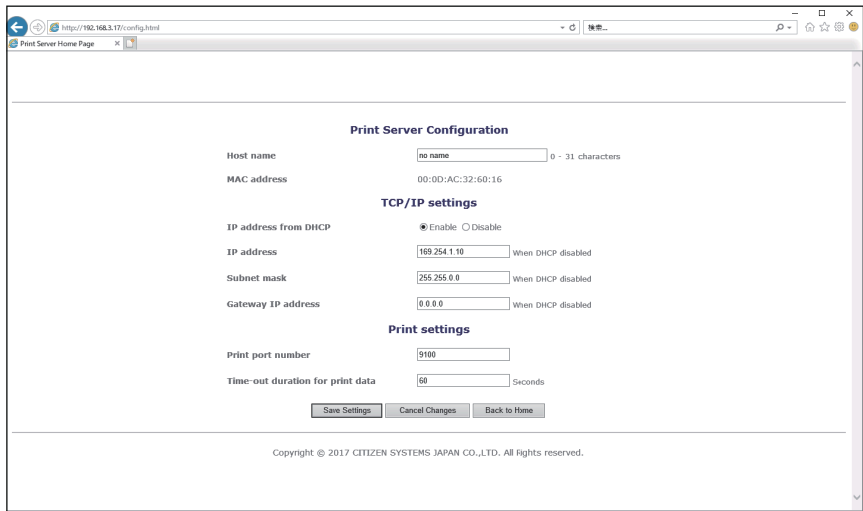 http://192.168.3.17/config.html 検索...
Print Server Home Page
Print Server Configuration
Host name no name 0 - 31 characters
MAC address 00:0D:AC:32:60:16
TCP/IP settings
IP address from DHCP Enable Disable
IP address 169.254.1.10 When DHCP disabled
Subnet mask 255.255.0.0 When DHCP disabled
Gateway IP address 0.0.0.0 When DHCP disabled
Print settings
Print port number 9100
Time-out duration for print data 60 Seconds
Save Settings Cancel Changes Back to Home
Copyright © 2017 CITIZEN SYSTEMS JAPAN CO.,LTD. All Rights reserved.